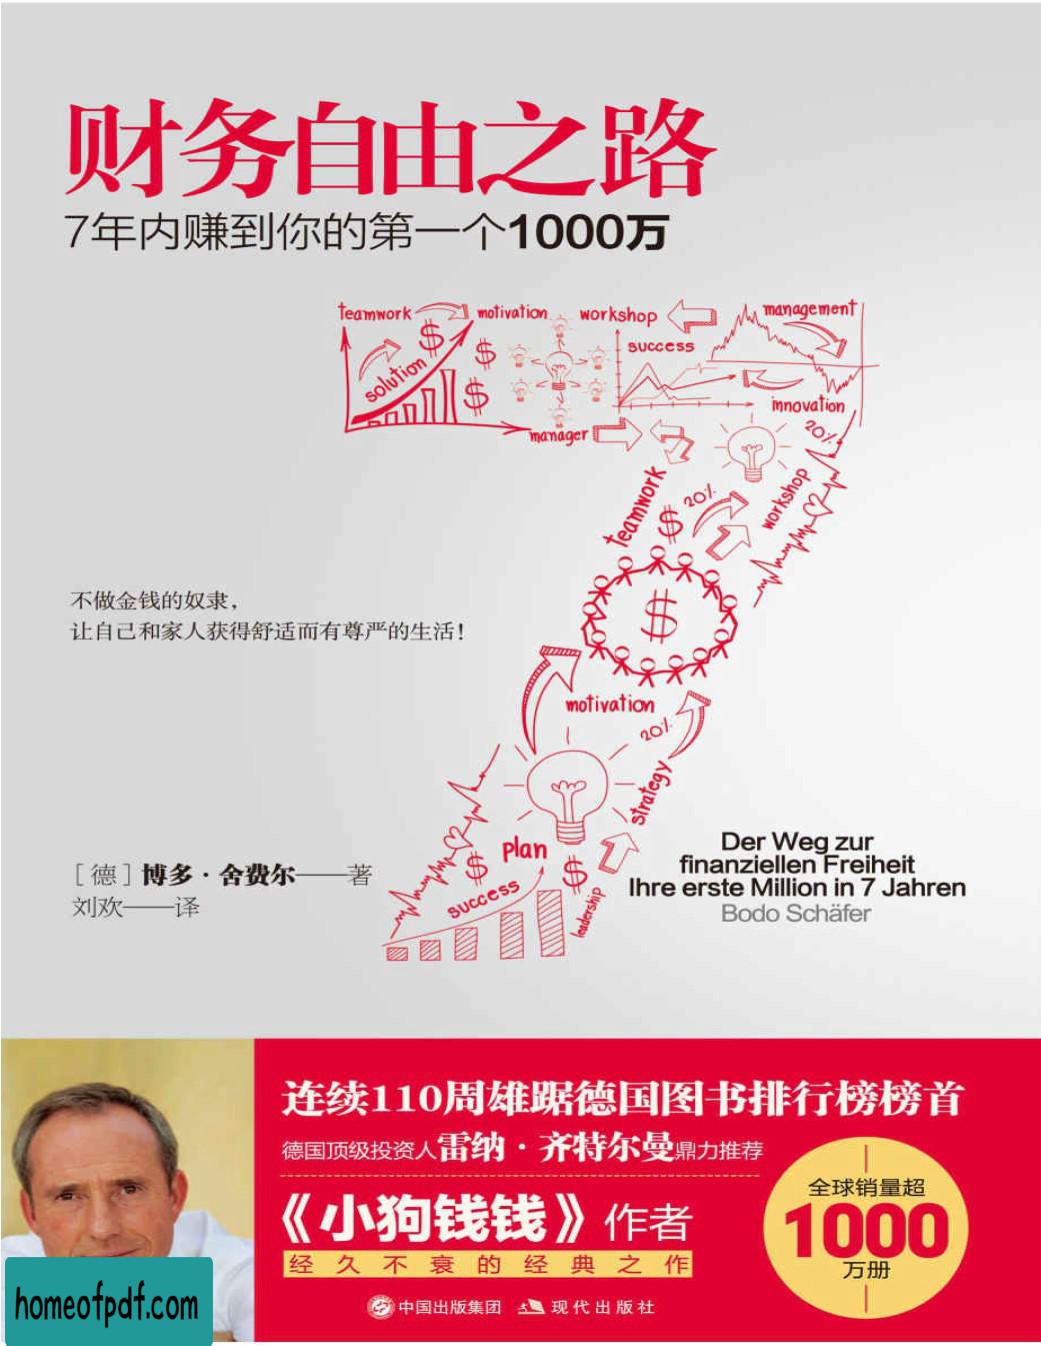 财务自由之路
7年内赚到你的第一个1000万
teamwork
motivation
workshop
management
success
solution
$
$
$
innovation
manager
20%
teamwork
20%
workshop
$
$
不做金钱的奴隶，
让自己和家人获得舒适而有尊严的生活！
motivation
20%
strategy
plan
$
$
success
leadership
[德] 博多·舍费尔——著
刘欢——译
Der Weg zur
finanziellen Freiheit
Ihre erste Million in 7 Jahren
Bodo Schäfer
连续110周雄踞德国图书排行榜榜首
德国顶级投资人雷纳·齐特尔曼鼎力推荐
《小狗钱钱》作者
经久不衰的经典之作
全球销量超
1000
万册
中国出版集团 现代出版社
homeofpdf.com